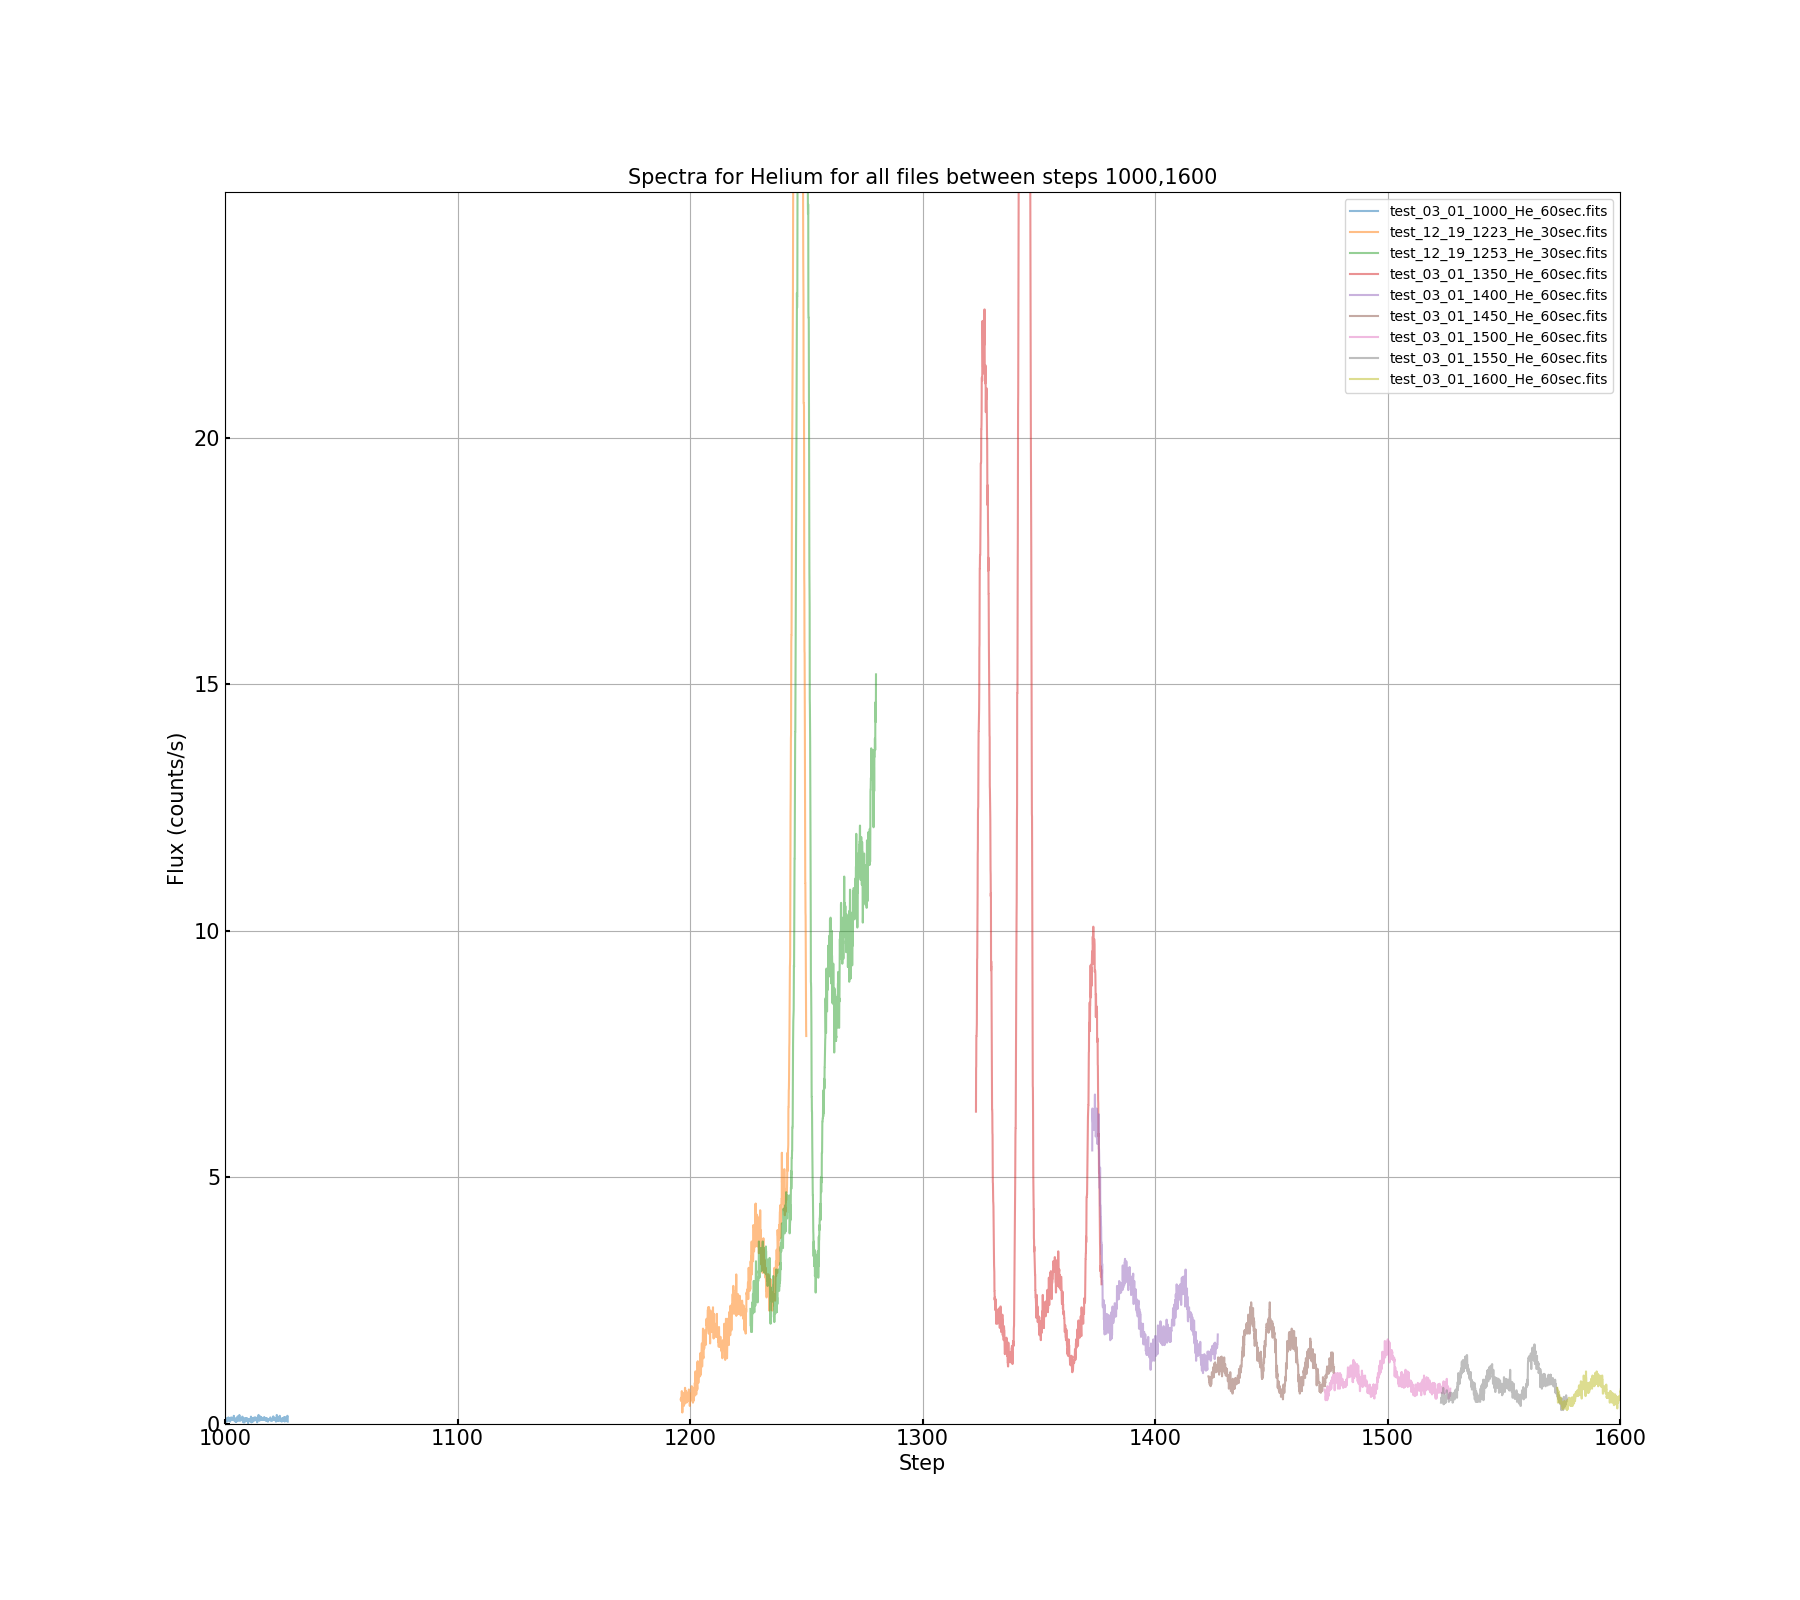 Spectra for Helium for all files between steps 1000,1600
test_03_01_1000_He_60sec.fits
test_12_19_1223_He_30sec.fits
test_12_19_1253_He_30sec.fits
test_03_01_1350_He_60sec.fits
test_03_01_1400_He_60sec.fits
test_03_01_1450_He_60sec.fits
test_03_01_1500_He_60sec.fits
test_03_01_1550_He_60sec.fits
test_03_01_1600_He_60sec.fits
20
15
10
5
0
Flux (counts/s)
1000 1100 1200 1300 1400 1500 1600
Step